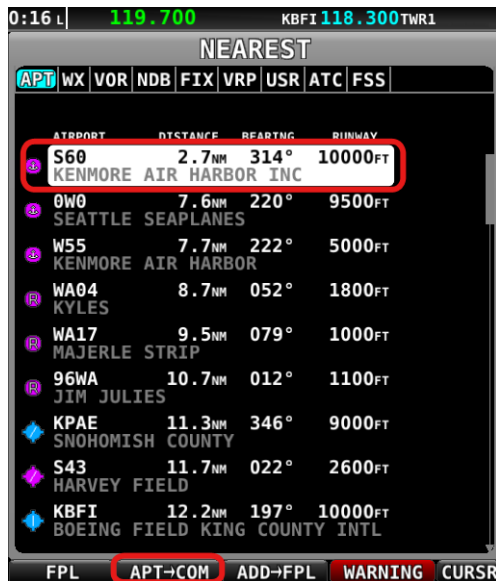 0:16 L 119.700 KBFI 118.300 TWR1
NEAREST
APT WX VOR NDB FIX VRP USR ATC FSS
AIRPORT DISTANCE BEARING RUNWAY
S60 2.7NM 314° 10000FT
KENMORE AIR HARBOR INC
0W0 7.6NM 220° 9500FT
SEATTLE SEAPLANES
W55 7.7NM 222° 5000FT
KENMORE AIR HARBOR
R WA04 8.7NM 052° 1800FT
KYLES
R WA17 9.5NM 079° 1000FT
MAJERLE STRIP
R 96WA 10.7NM 012° 1100FT
JIM JULIES
KPAE 11.3NM 346° 9000FT
SNOHOMISH COUNTY
S43 11.7NM 022° 2600FT
HARVEY FIELD
KBFI 12.2NM 197° 10000FT
BOEING FIELD KING COUNTY INTL
FPL APT→COM ADD→FPL WARNING CURSR